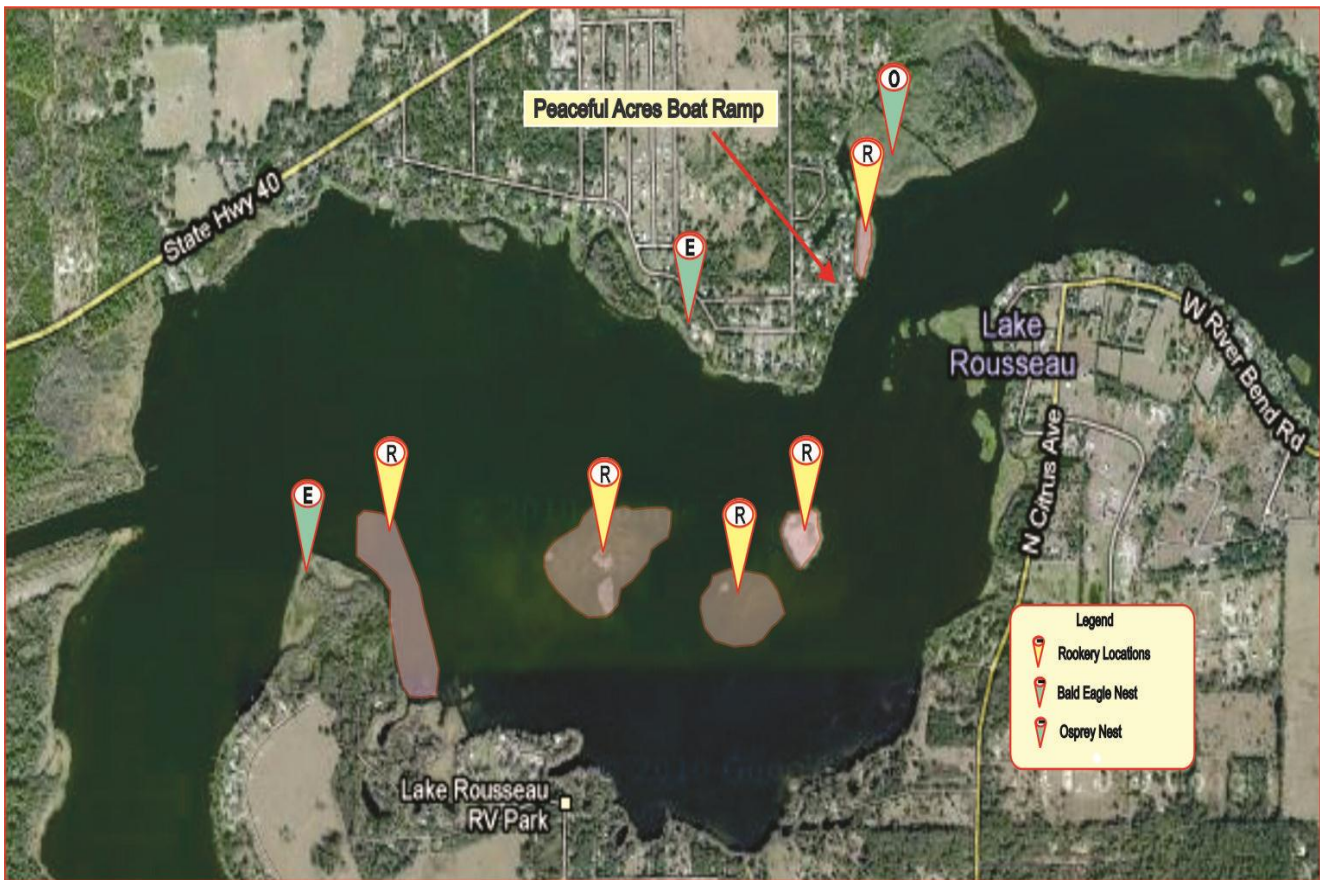 O
Peaceful Acres Boat Ramp
R
State Hwy 40
E
Lake
Rousseau
W River Bend Rd
N Citrus Ave
R
R
R
R
E
Legend
Rookery Locations
Bald Eagle Nest
Osprey Nest
Lake Rousseau
RV Park